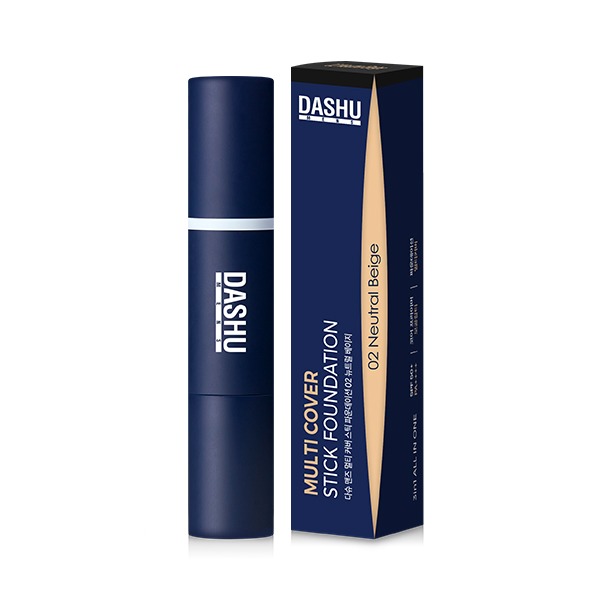 DASHU
MENS
DASHU
MENS
02 Neutral Beige
MULTI COVER
STICK FOUNDATION
다슈 맨즈 멀티 커버 스틱 파운데이션 02 뉴트럴 베이지
3in1 ALL IN ONE
SPF 50+
PA++++